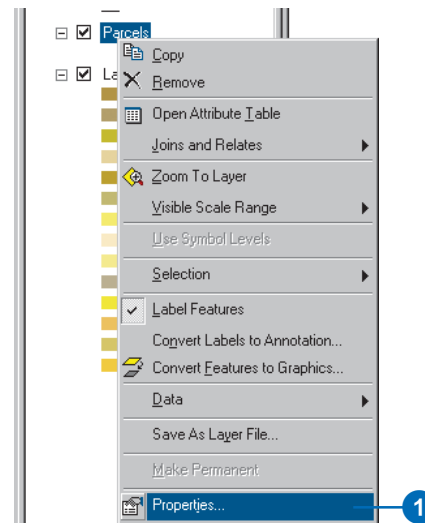 Parcels
La
Copy
Remove
Open Attribute Table
Joins and Relates
Zoom To Layer
Visible Scale Range
Use Symbol Levels
Selection
Label Features
Convert Labels to Annotation...
Convert Features to Graphics...
Data
Save As Layer File...
Make Permanent
Properties...
1